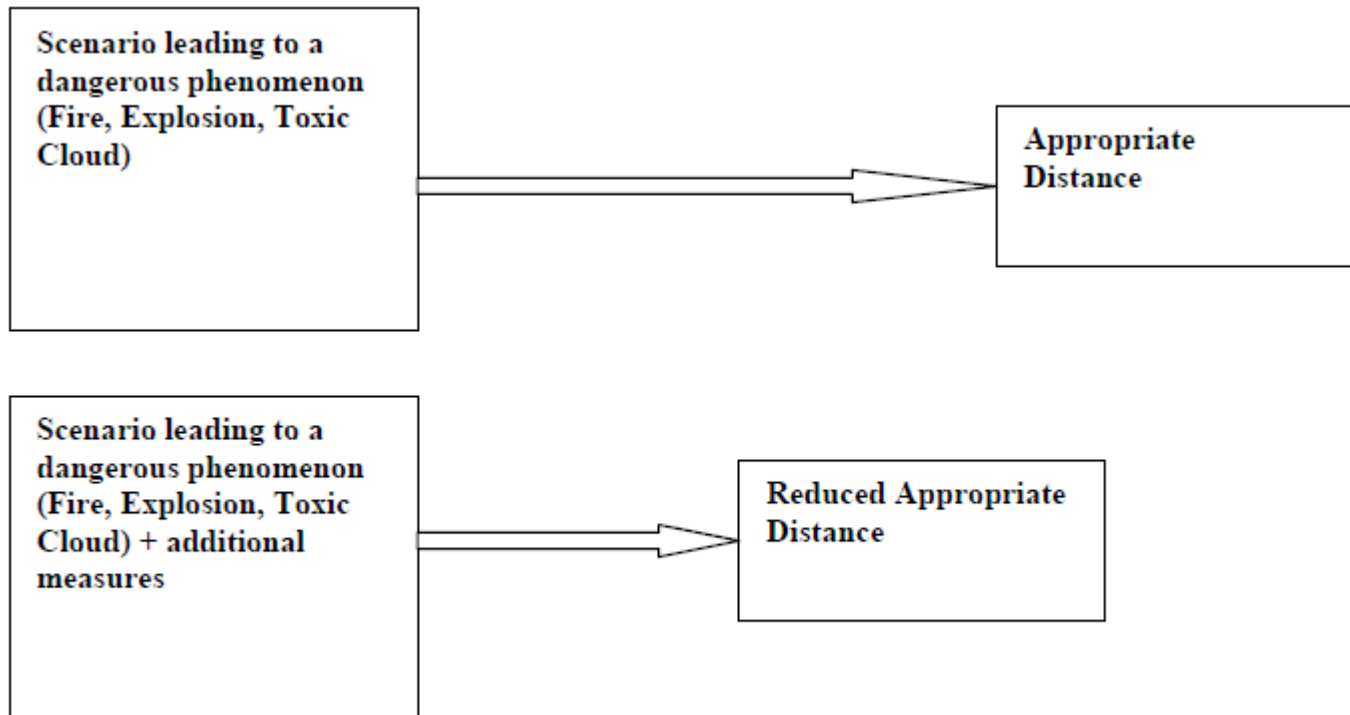 Scenario leading to a
dangerous phenomenon
(Fire, Explosion, Toxic
Cloud)
Appropriate
Distance
Scenario leading to a
dangerous phenomenon
(Fire, Explosion, Toxic
Cloud) + additional
measures
Reduced Appropriate
Distance